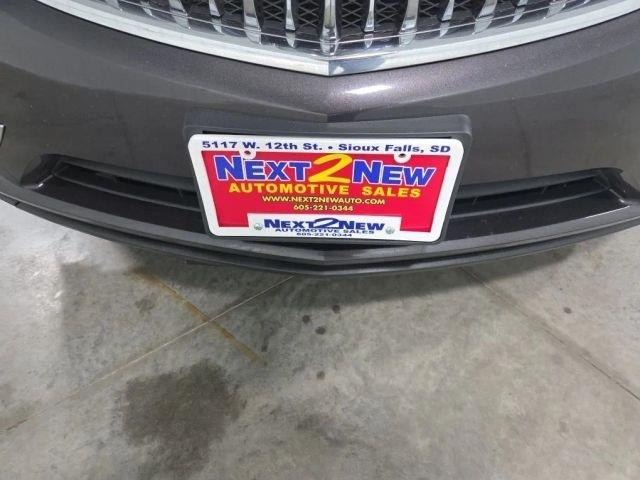 5117 W. 12th St. • Sioux Falls, SD
NEXT2NEW
AUTOMOTIVE SALES
WWW.NEXT2NEWAUTO.COM
605-221-0344
NEXT2NEW
AUTOMOTIVE SALES
605-221-0344